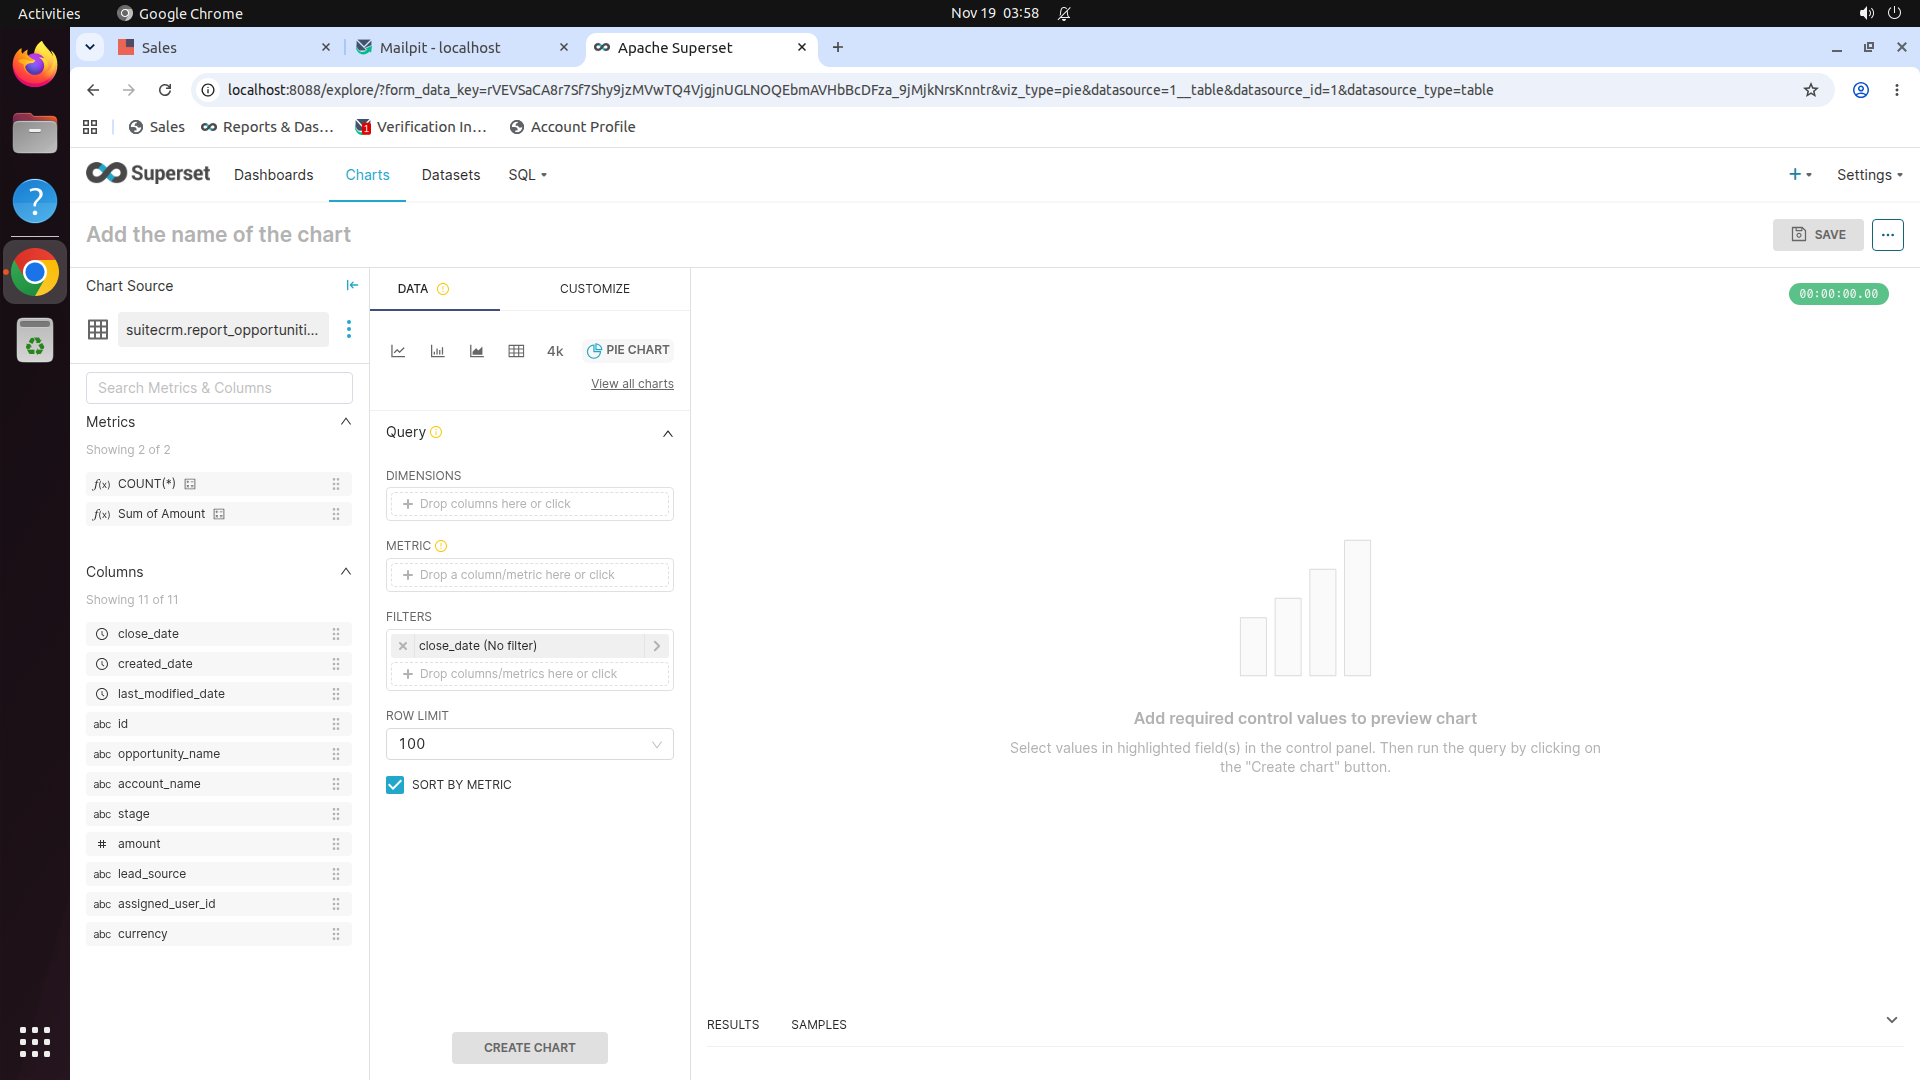 Activities
Google Chrome
Nov 19 03:58
Sales
Mailpit - localhost
Apache Superset
localhost:8088/explore/?form_data_key=rVEVSaCA8r7Sf7Shy9jzMVwTQ4VjgjnUGLNOQEbmAVHbBcDFza_9jMjkNrsKnntr&viz_type=pie&datasource=1__table&datasource_id=1&datasource_type=table
Sales
Reports & Das...
1
Verification In...
Account Profile
Superset
Dashboards
Charts
Datasets
SQL
Settings
Add the name of the chart
SAVE
Chart Source
DATA
CUSTOMIZE
00:00:00.00
suitecrm.report_opportuniti...
4k
PIE CHART
View all charts
Search Metrics & Columns
Metrics
Showing 2 of 2
f(x) COUNT(*)
f(x) Sum of Amount
Columns
Showing 11 of 11
close_date
created_date
last_modified_date
abc id
abc opportunity_name
abc account_name
abc stage
# amount
abc lead_source
abc assigned_user_id
abc currency
Query
DIMENSIONS
Drop columns here or click
METRIC
Drop a column/metric here or click
FILTERS
close_date (No filter)
Drop columns/metrics here or click
ROW LIMIT
100
SORT BY METRIC
CREATE CHART
Add required control values to preview chart
Select values in highlighted field(s) in the control panel. Then run the query by clicking on
the "Create chart" button.
RESULTS
SAMPLES